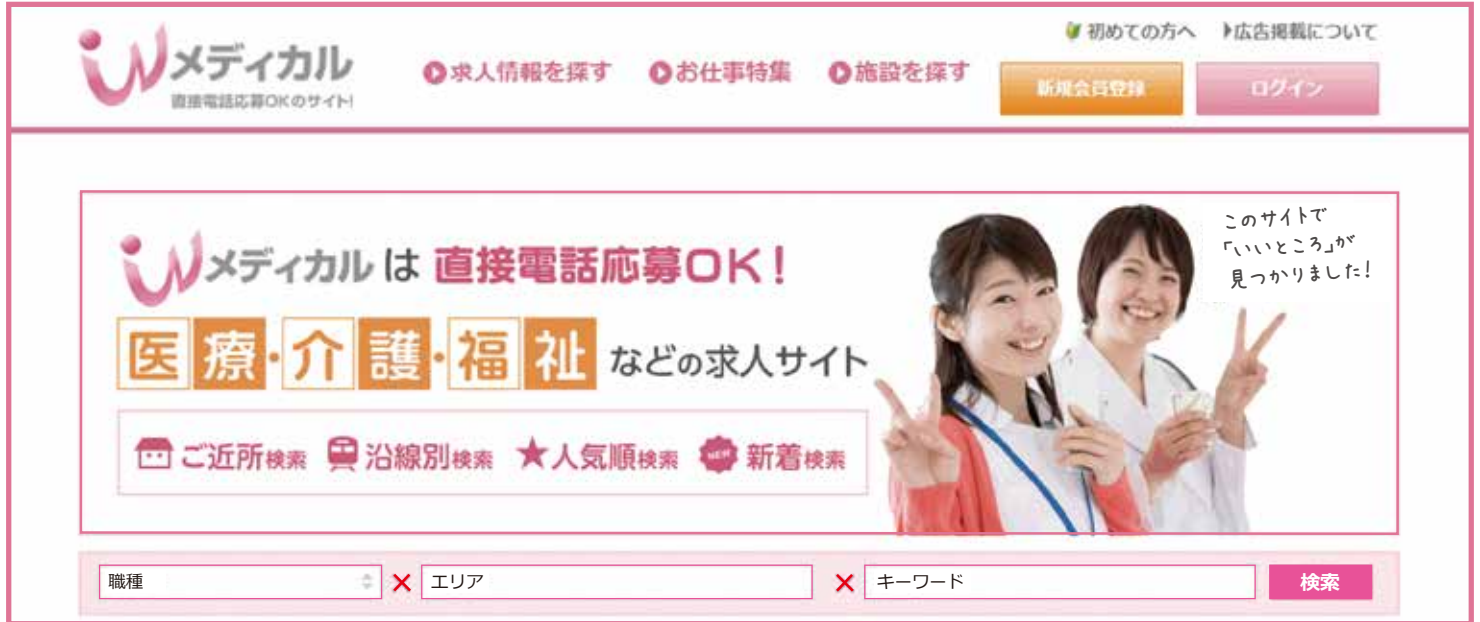 初めての方へ
広告掲載について
メディカル
直接電話応募OKのサイト!
求人情報を探す
お仕事特集
施設を探す
新規会員登録
ログイン
メディカルは 直接電話応募OK!
医療・介護・福祉などの求人サイト
ご近所検索 沿線別検索 ★人気順検索 NEW 新着検索
このサイトで
「いいところ」が
見つかりました!
職種 × エリア × キーワード 検索